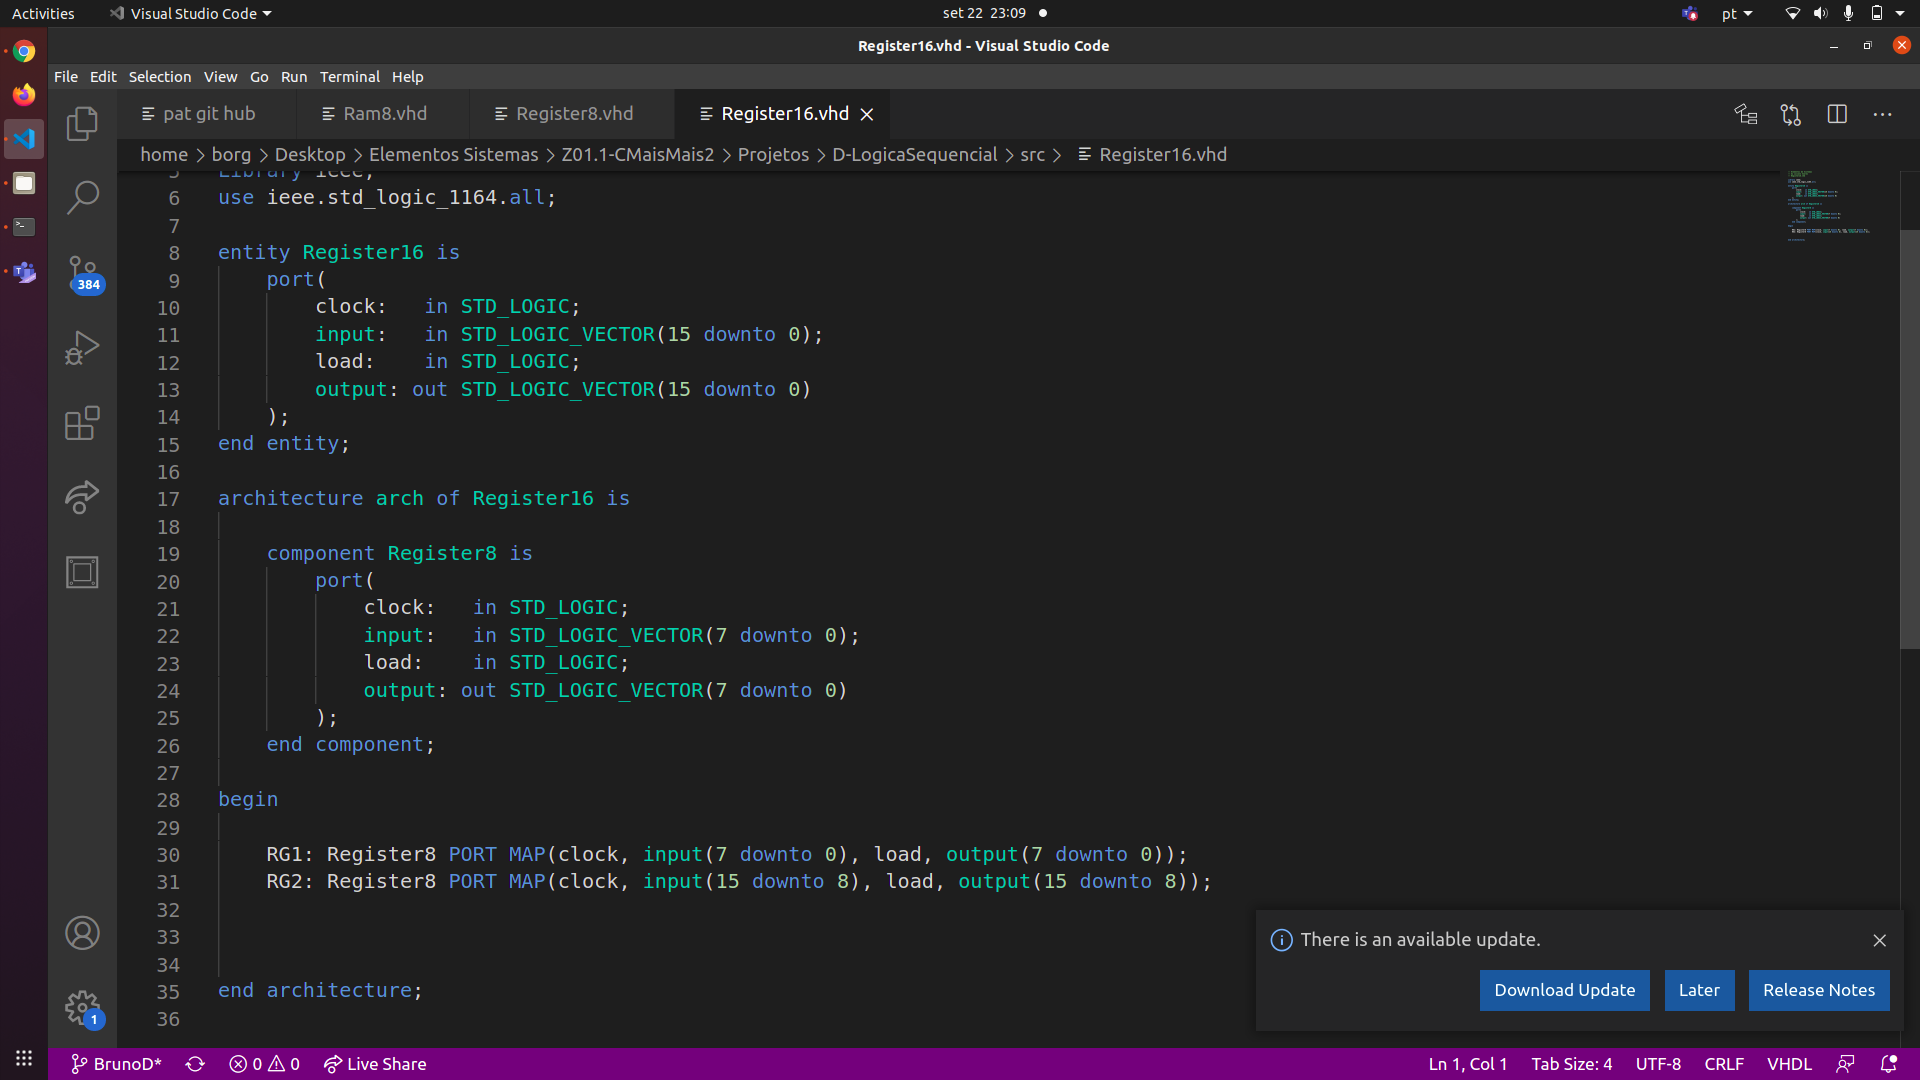 Activities Visual Studio Code set 22 23:09 pt
Register16.vhd - Visual Studio Code
File Edit Selection View Go Run Terminal Help
pat git hub Ram8.vhd Register8.vhd Register16.vhd
home > borg > Desktop > Elementos Sistemas > Z01.1-CMaisMais2 > Projetos > D-LogicaSequencial > src > Register16.vhd
5 Library ieee;
6 use ieee.std_logic_1164.all;
7
8 entity Register16 is
9 port(
10 clock: in STD_LOGIC;
11 input: in STD_LOGIC_VECTOR(15 downto 0);
12 load: in STD_LOGIC;
13 output: out STD_LOGIC_VECTOR(15 downto 0)
14 );
15 end entity;
16
17 architecture arch of Register16 is
18
19 component Register8 is
20 port(
21 clock: in STD_LOGIC;
22 input: in STD_LOGIC_VECTOR(7 downto 0);
23 load: in STD_LOGIC;
24 output: out STD_LOGIC_VECTOR(7 downto 0)
25 );
26 end component;
27
28 begin
29
30 RG1: Register8 PORT MAP(clock, input(7 downto 0), load, output(7 downto 0));
31 RG2: Register8 PORT MAP(clock, input(15 downto 8), load, output(15 downto 8));
32
33
34
35 end architecture;
36
384
1
There is an available update.
Download Update Later Release Notes
BrunoD* 0 0 Live Share Ln 1, Col 1 Tab Size: 4 UTF-8 CRLF VHDL